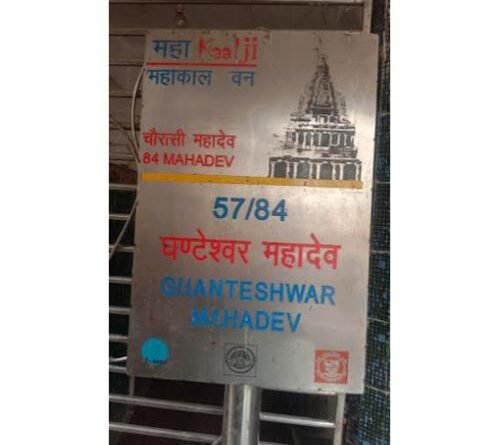 महा Kaalji
महाकाल वन
चौरासी महादेव
84 MAHADEV
57/84
घण्टेश्वर महादेव
GHANTESHWAR
MAHADEV